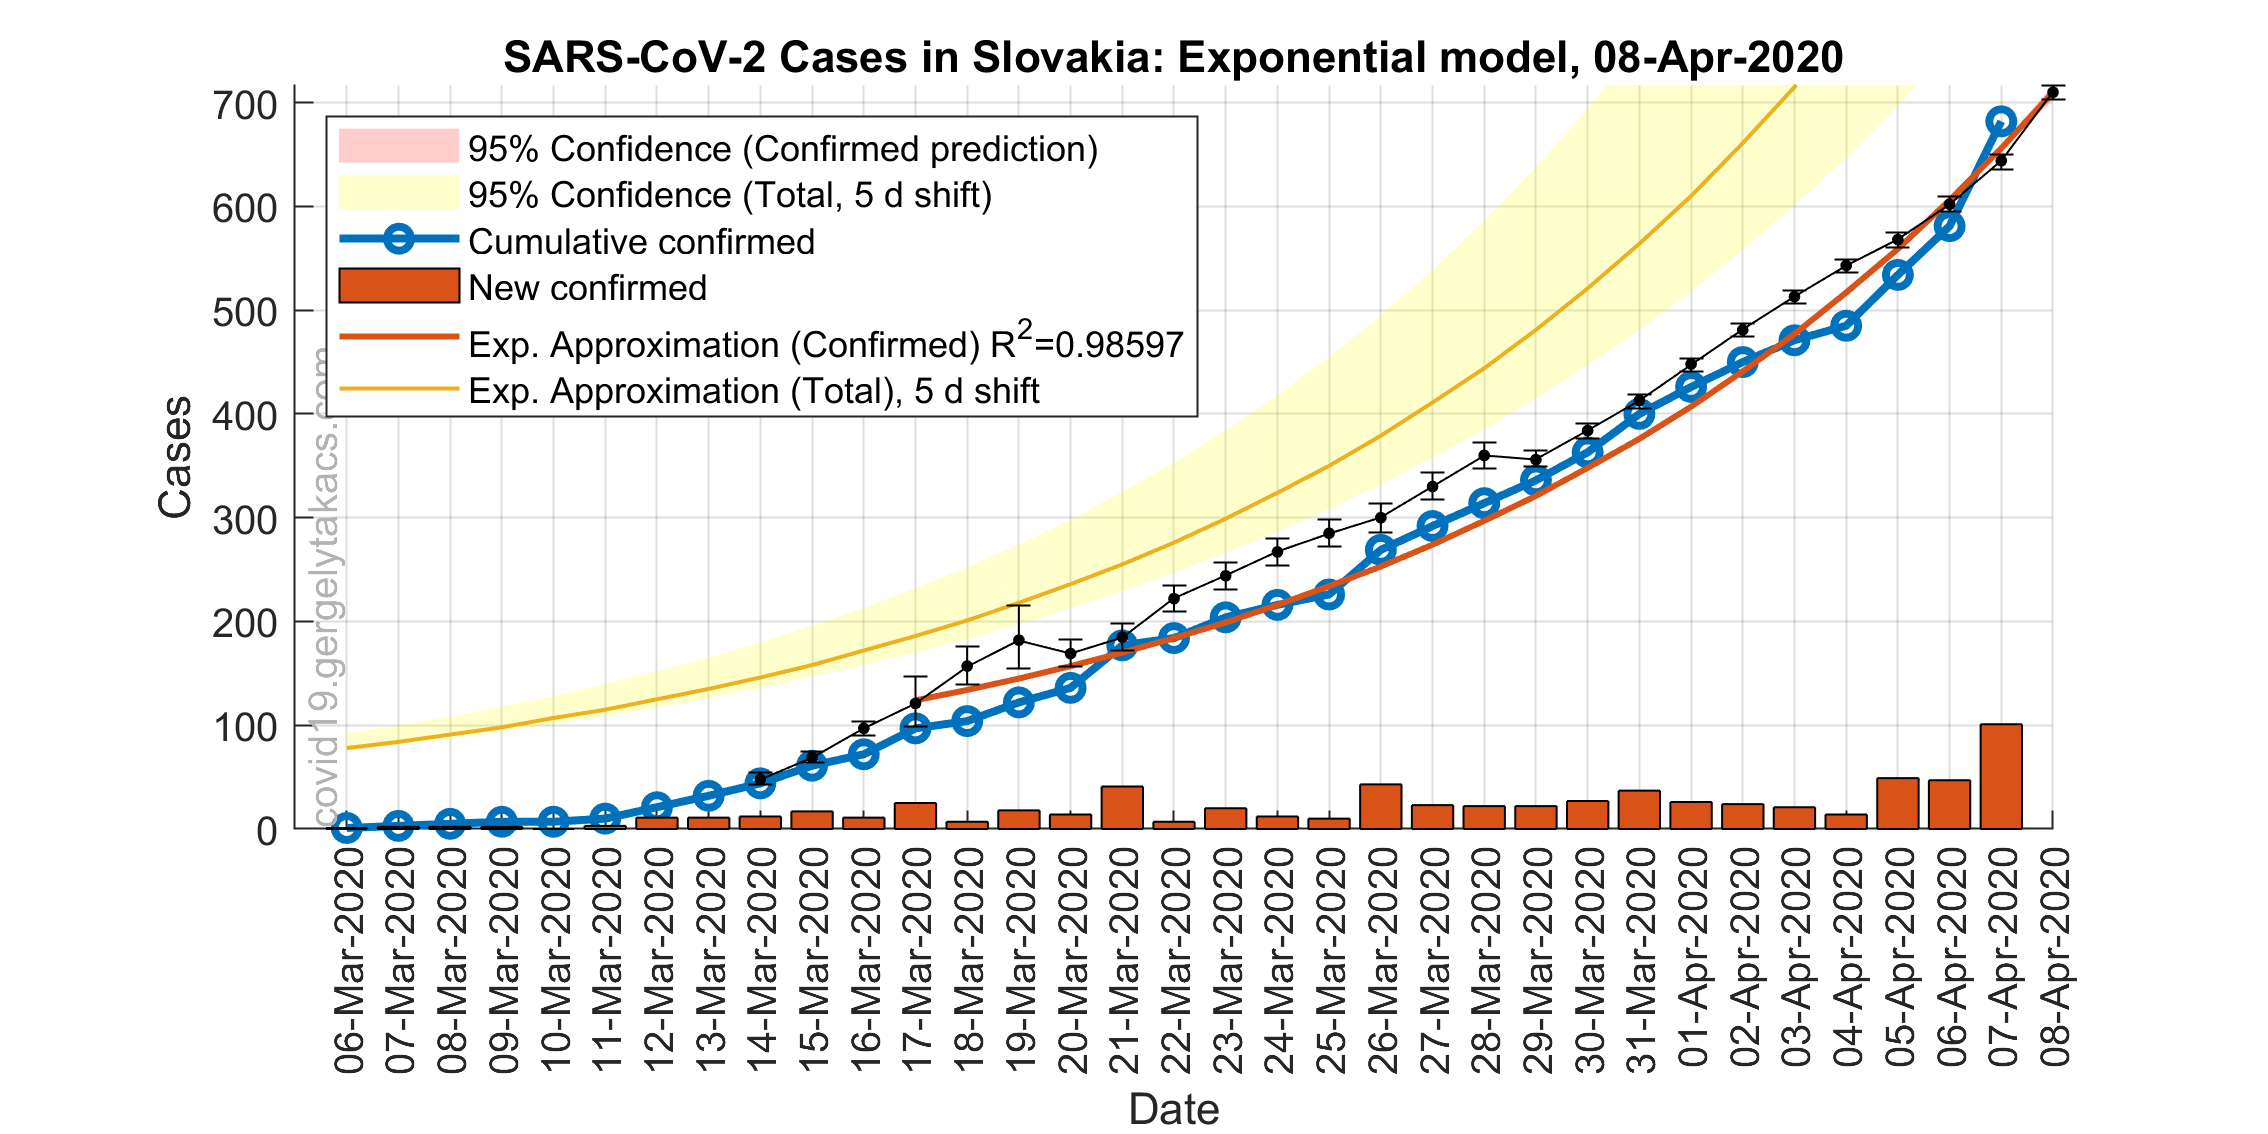 SARS-CoV-2 Cases in Slovakia: Exponential model, 08-Apr-2020
700
600
500
400
300
200
100
0
Cases
95% Confidence (Confirmed prediction)
95% Confidence (Total, 5 d shift)
Cumulative confirmed
New confirmed
Exp. Approximation (Confirmed) R²=0.98597
Exp. Approximation (Total), 5 d shift
covid19.gergelytakacs.com
06-Mar-2020
07-Mar-2020
08-Mar-2020
09-Mar-2020
10-Mar-2020
11-Mar-2020
12-Mar-2020
13-Mar-2020
14-Mar-2020
15-Mar-2020
16-Mar-2020
17-Mar-2020
18-Mar-2020
19-Mar-2020
20-Mar-2020
21-Mar-2020
22-Mar-2020
23-Mar-2020
24-Mar-2020
25-Mar-2020
26-Mar-2020
27-Mar-2020
28-Mar-2020
29-Mar-2020
30-Mar-2020
31-Mar-2020
01-Apr-2020
02-Apr-2020
03-Apr-2020
04-Apr-2020
05-Apr-2020
06-Apr-2020
07-Apr-2020
08-Apr-2020
Date